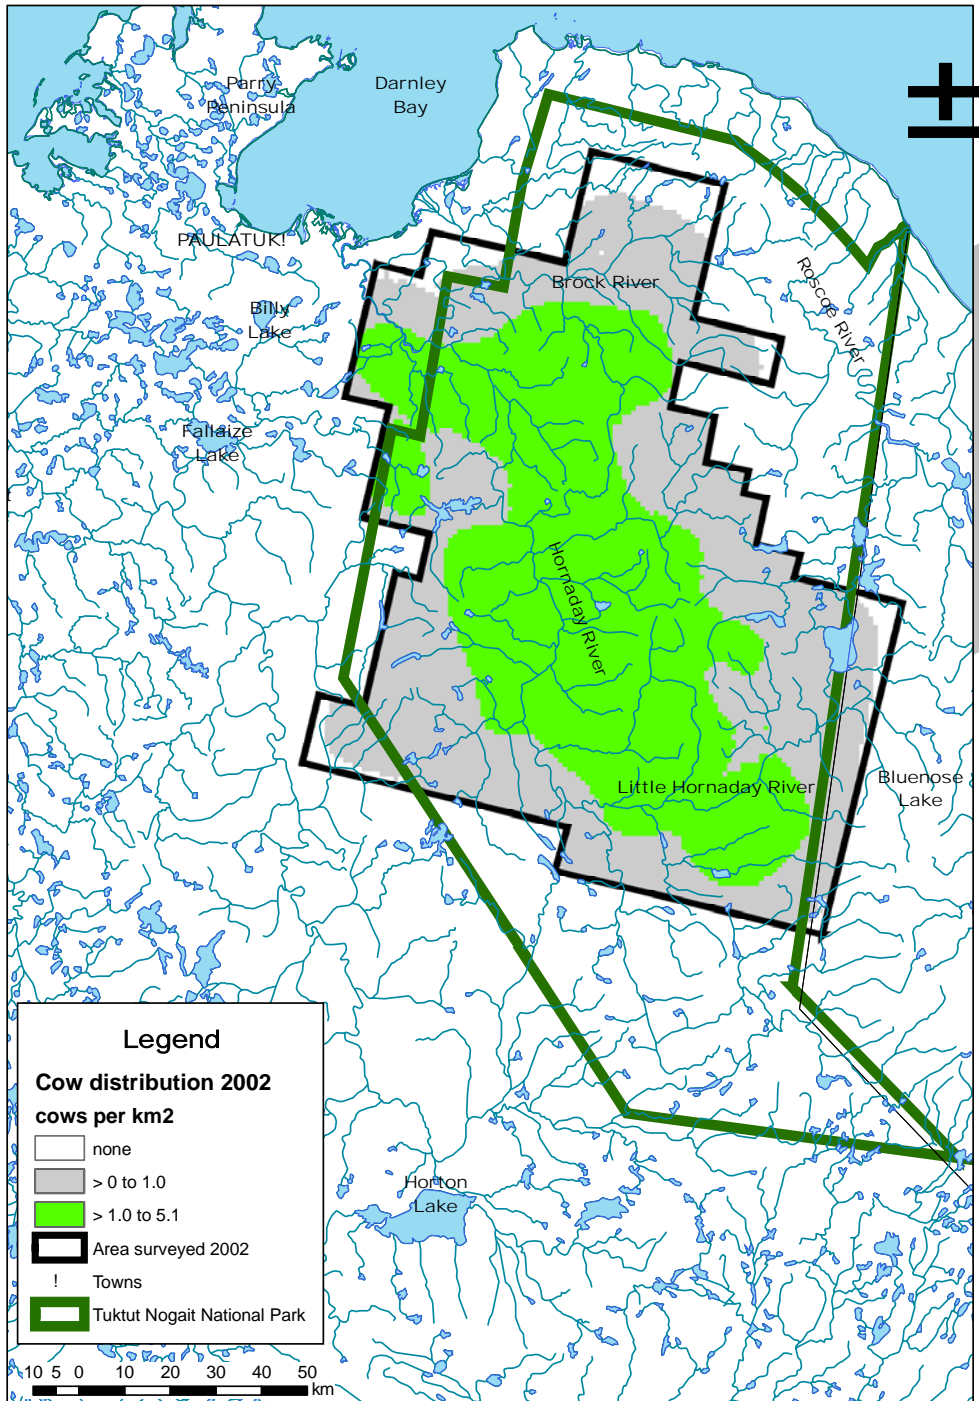 Parry
Peninsula
Darnley
Bay
PAULATUK!
Billy
Lake
Brock River
Roscoe River
Fallaize
Lake
Hornaday River
Little Hornaday River
Bluenose
Lake
Horton
Lake
Legend
Cow distribution 2002
cows per km2
none
> 0 to 1.0
> 1.0 to 5.1
Area surveyed 2002
! Towns
Tuktut Nogait National Park
10 5 0 10 20 30 40 50
km